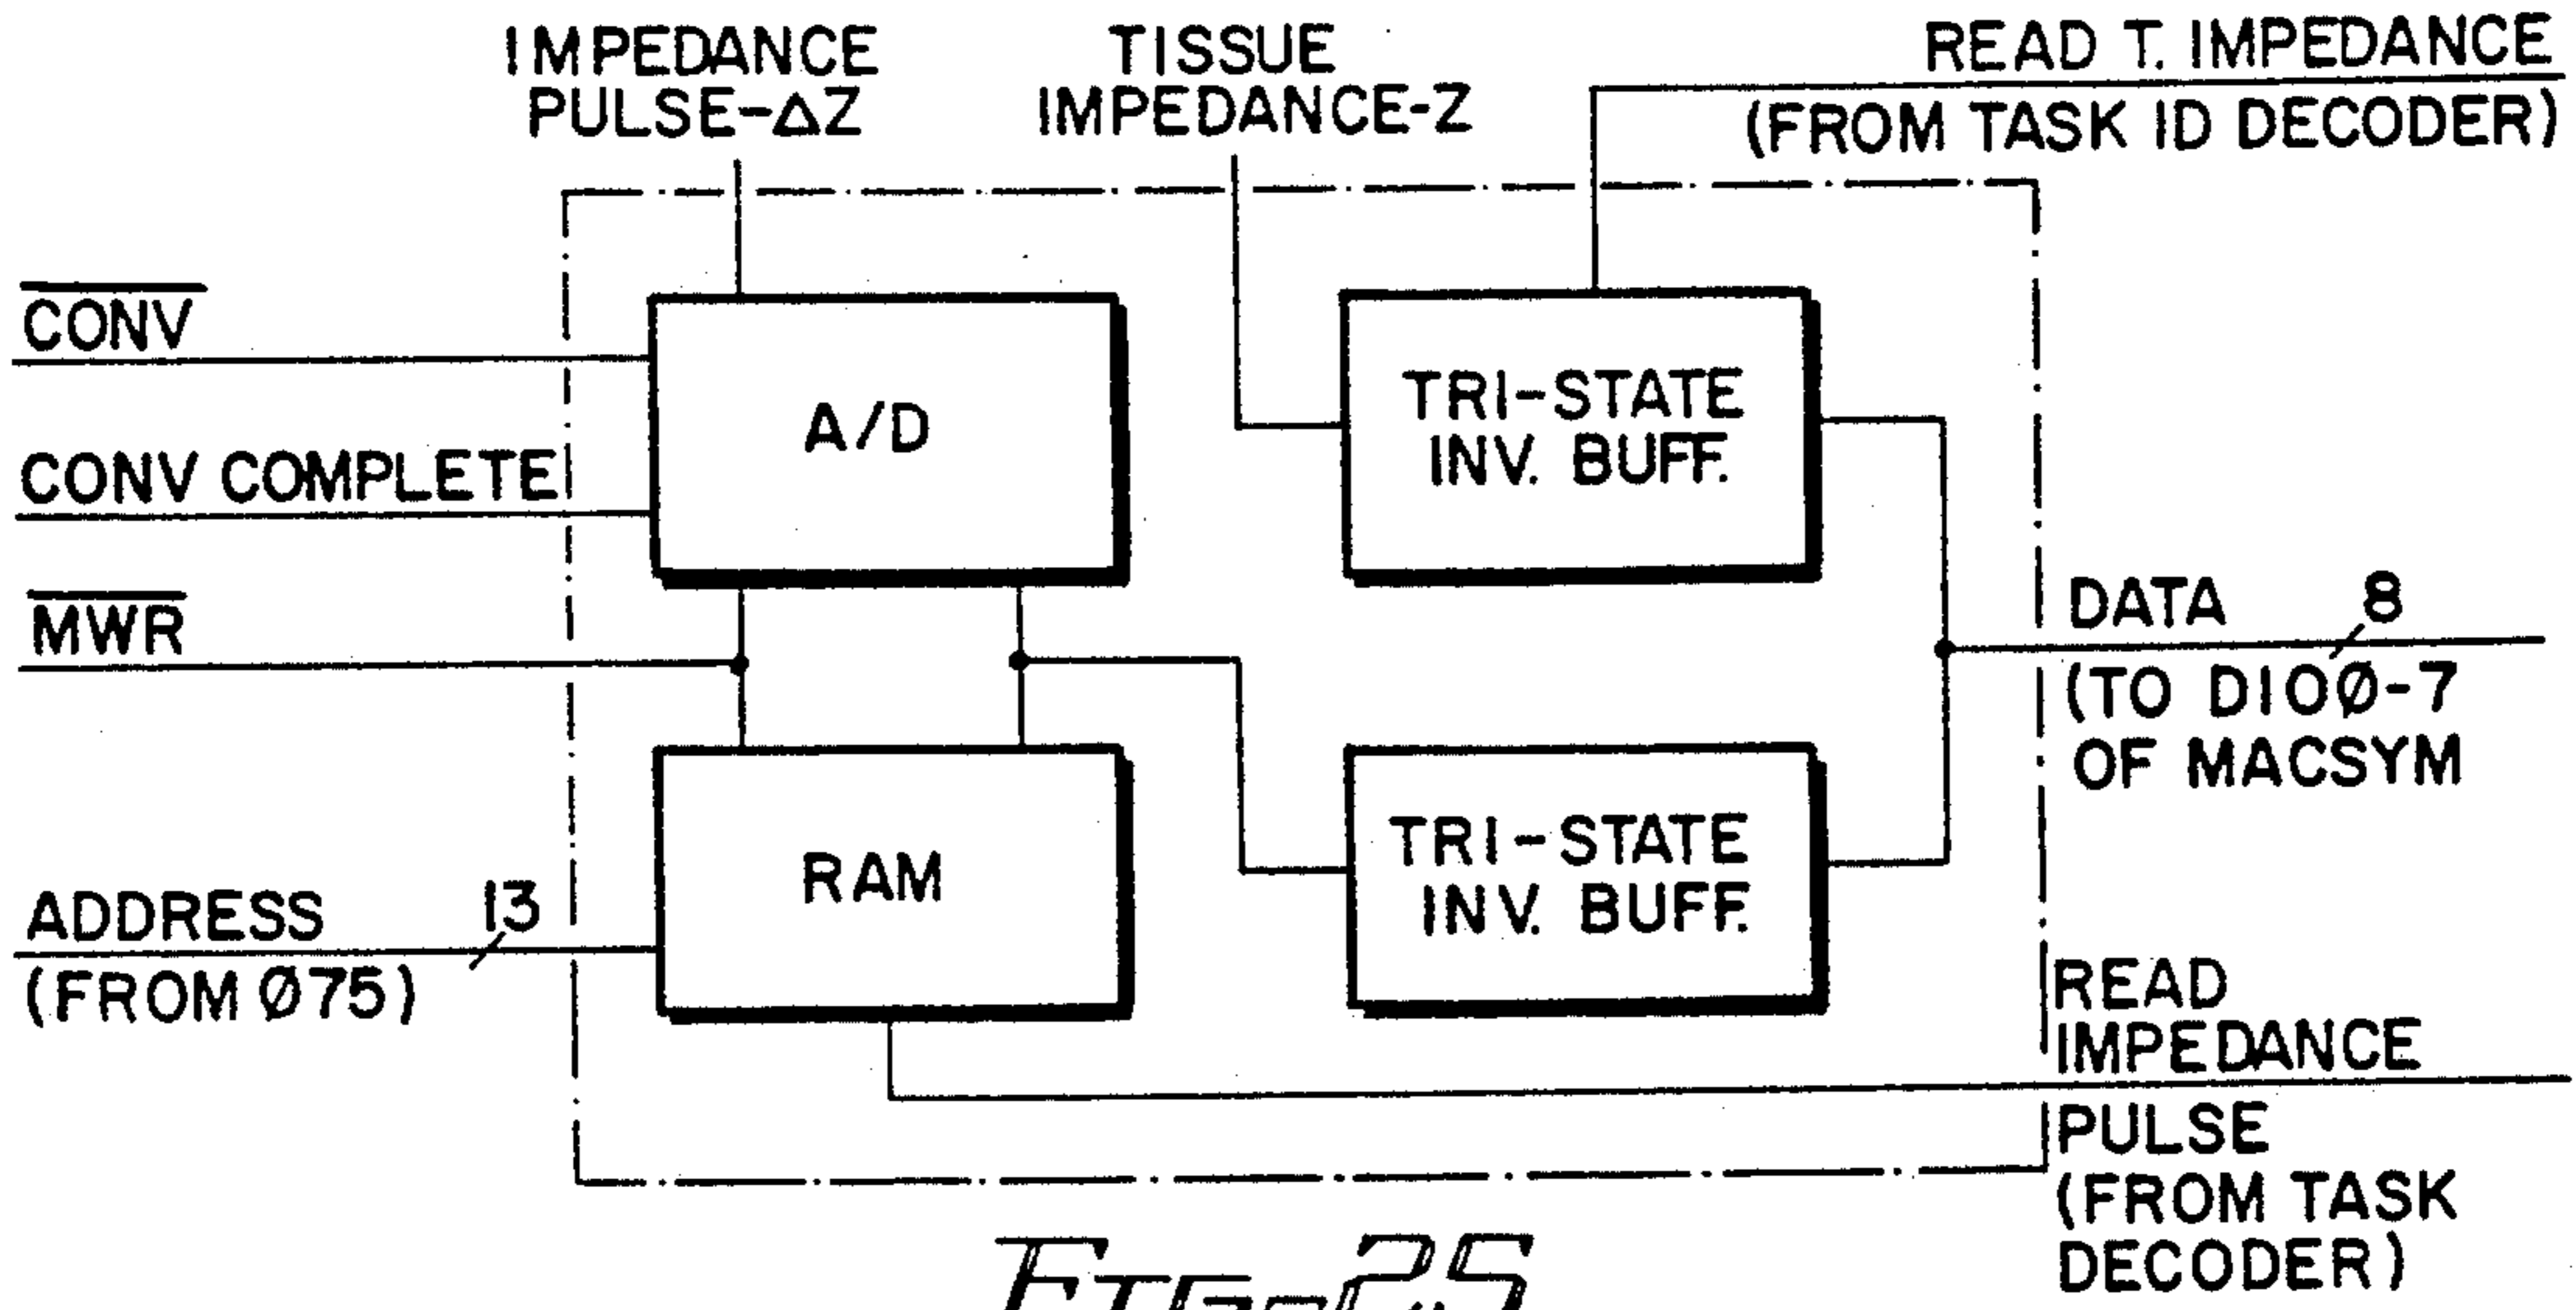 IMPEDANCE
PULSE-ΔZ
TISSUE
IMPEDANCE-Z
READ T. IMPEDANCE
(FROM TASK ID DECODER)
CONV
CONV COMPLETE
MWR
ADDRESS 13
(FROM Ø75)
A/D
RAM
TRI-STATE
INV. BUFF.
TRI-STATE
INV. BUFF.
DATA 8
(TO DIOØ-7
OF MACSYM
READ
IMPEDANCE
PULSE
(FROM TASK
DECODER)
FIG-25